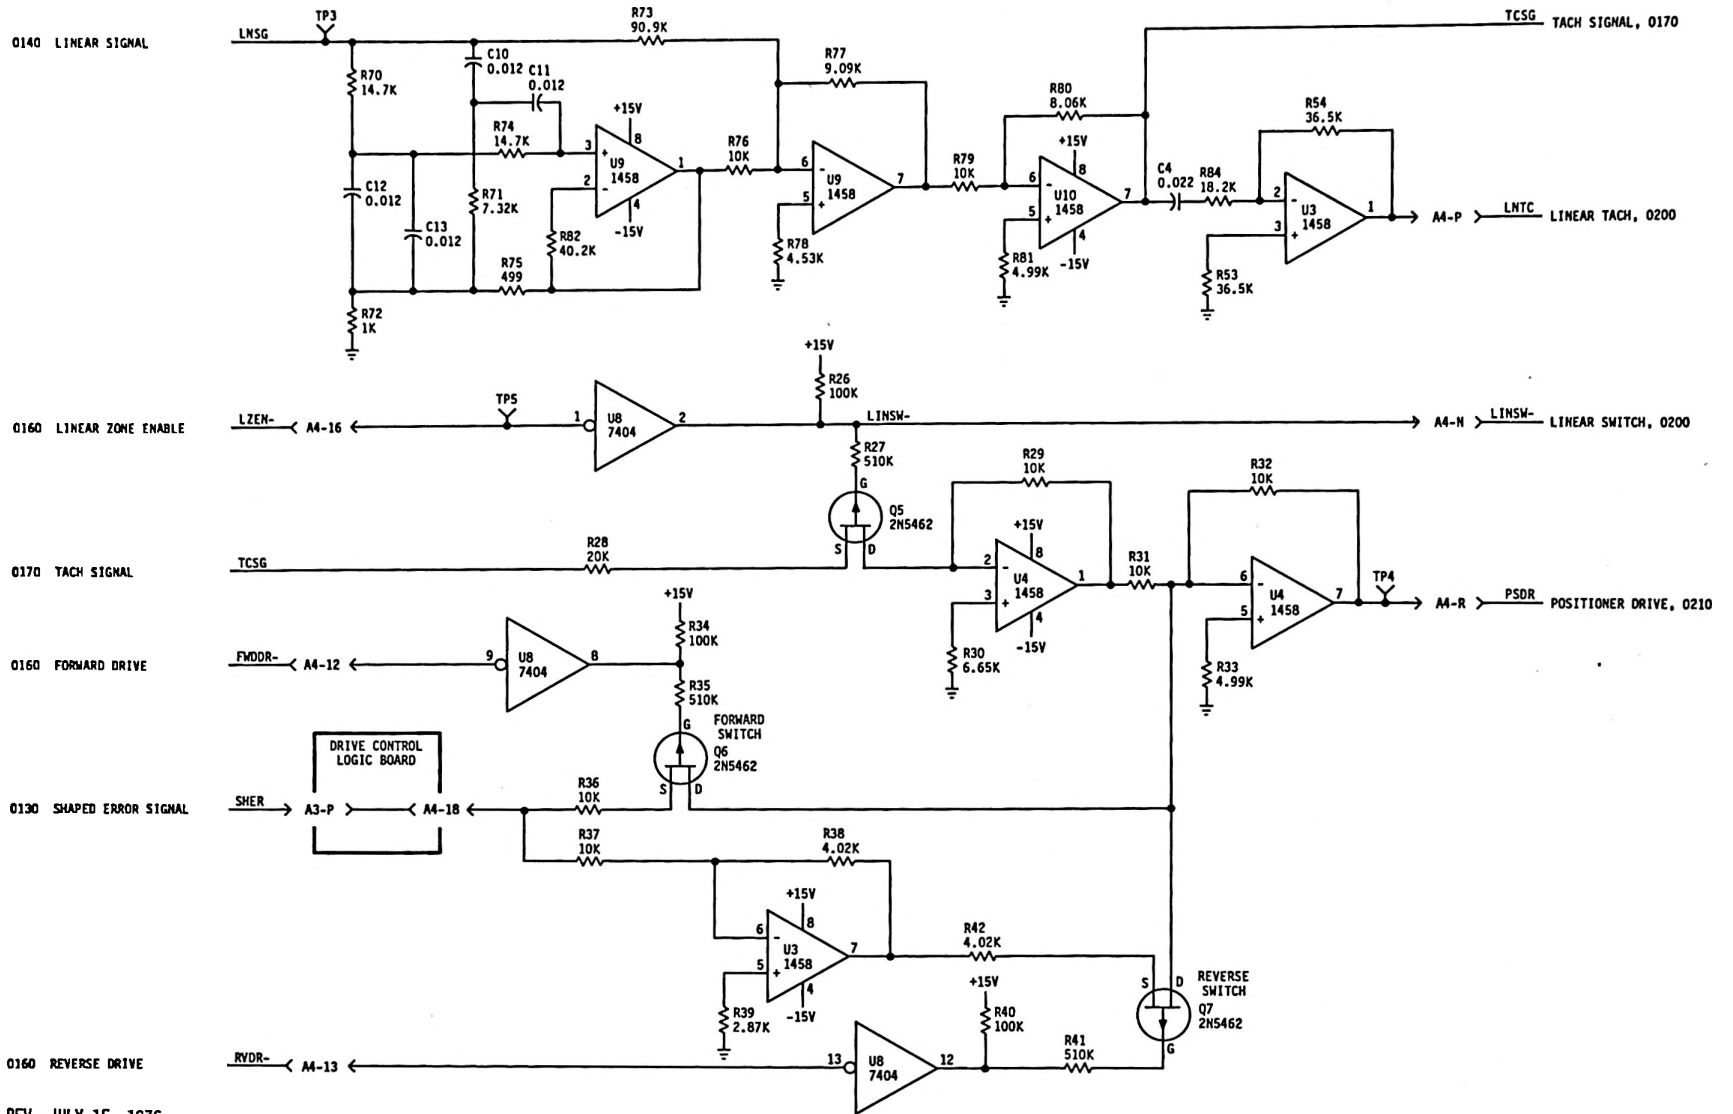 0140 LINEAR SIGNAL
LNSG
TP3
R73
90.9K
TCSG
TACH SIGNAL, 0170
R70
14.7K
C10
0.012
C11
0.012
R77
9.09K
R80
8.06K
R54
36.5K
R74
14.7K
+15V
8
3
+
U9
1458
1
2
-
4
-15V
R76
10K
6
-
U9
1458
7
5
+
R79
10K
+15V
8
6
-
U10
1458
7
5
+
4
-15V
C4
0.022
R84
18.2K
2
-
U3
1458
1
3
+
A4-P
LNTC
LINEAR TACH, 0200
C12
0.012
C13
0.012
R71
7.32K
R82
40.2K
R75
499
R72
1K
R78
4.53K
R81
4.99K
R53
36.5K
0160 LINEAR ZONE ENABLE
LZEN-
A4-16
TP5
1
U8
7404
2
+15V
R26
100K
LINSW-
A4-N
LINSW-
LINEAR SWITCH, 0200
R27
510K
G
Q5
2N5462
S
D
R29
10K
R32
10K
0170 TACH SIGNAL
TCSG
R28
20K
+15V
8
2
-
U4
1458
1
3
+
4
-15V
R31
10K
6
-
U4
1458
7
5
+
TP4
A4-R
PSDR
POSITIONER DRIVE, 0210
R30
6.65K
R33
4.99K
0160 FORWARD DRIVE
FWDDR-
A4-12
9
U8
7404
8
+15V
R34
100K
R35
510K
G
FORWARD
SWITCH
Q6
2N5462
S
D
DRIVE CONTROL
LOGIC BOARD
0130 SHAPED ERROR SIGNAL
SHER
A3-P
A4-18
R36
10K
R37
10K
R38
4.02K
+15V
8
6
-
U3
1458
7
5
+
4
-15V
R39
2.87K
R42
4.02K
S
D
REVERSE
SWITCH
Q7
2N5462
G
+15V
R40
100K
R41
510K
0160 REVERSE DRIVE
RVDR-
A4-13
13
U8
7404
12